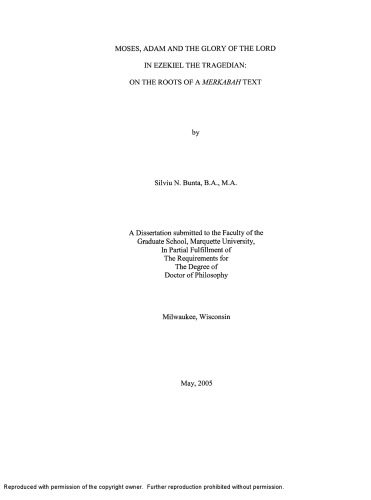 MOSES, ADAM AND THE GLORY OF THE LORD
IN EZEKIEL THE TRAGEDIAN:
ON THE ROOTS OF A MERKABAH TEXT
by
Silviu N. Bunta, B.A., M.A.
A Dissertation submitted to the Faculty of the
Graduate School, Marquette University,
In Partial Fulfillment of
The Requirements for
The Degree of
Doctor of Philosophy
Milwaukee, Wisconsin
May, 2005
Reproduced with permission of the copyright owner. Further reproduction prohibited without permission.